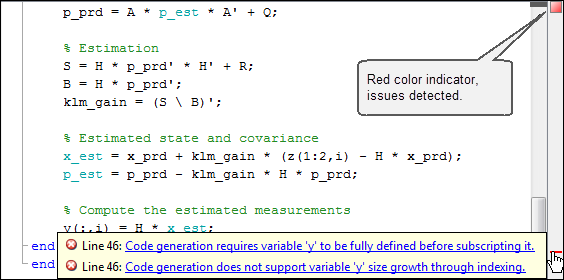 p_prd = A * p_est * A' + Q;
% Estimation
S = H * p_prd' * H' + R;
B = H * p_prd';
klm_gain = (S \ B)';
Red color indicator,
issues detected.
% Estimated state and covariance
x_est = x_prd + klm_gain * (z(1:2,i) - H * x_prd);
p_est = p_prd - klm_gain * H * p_prd;
% Compute the estimated measurements
y(:,i) = H * x_est;
end
Line 46: Code generation requires variable 'y' to be fully defined before subscripting it.
end
Line 46: Code generation does not support variable 'y' size growth through indexing.